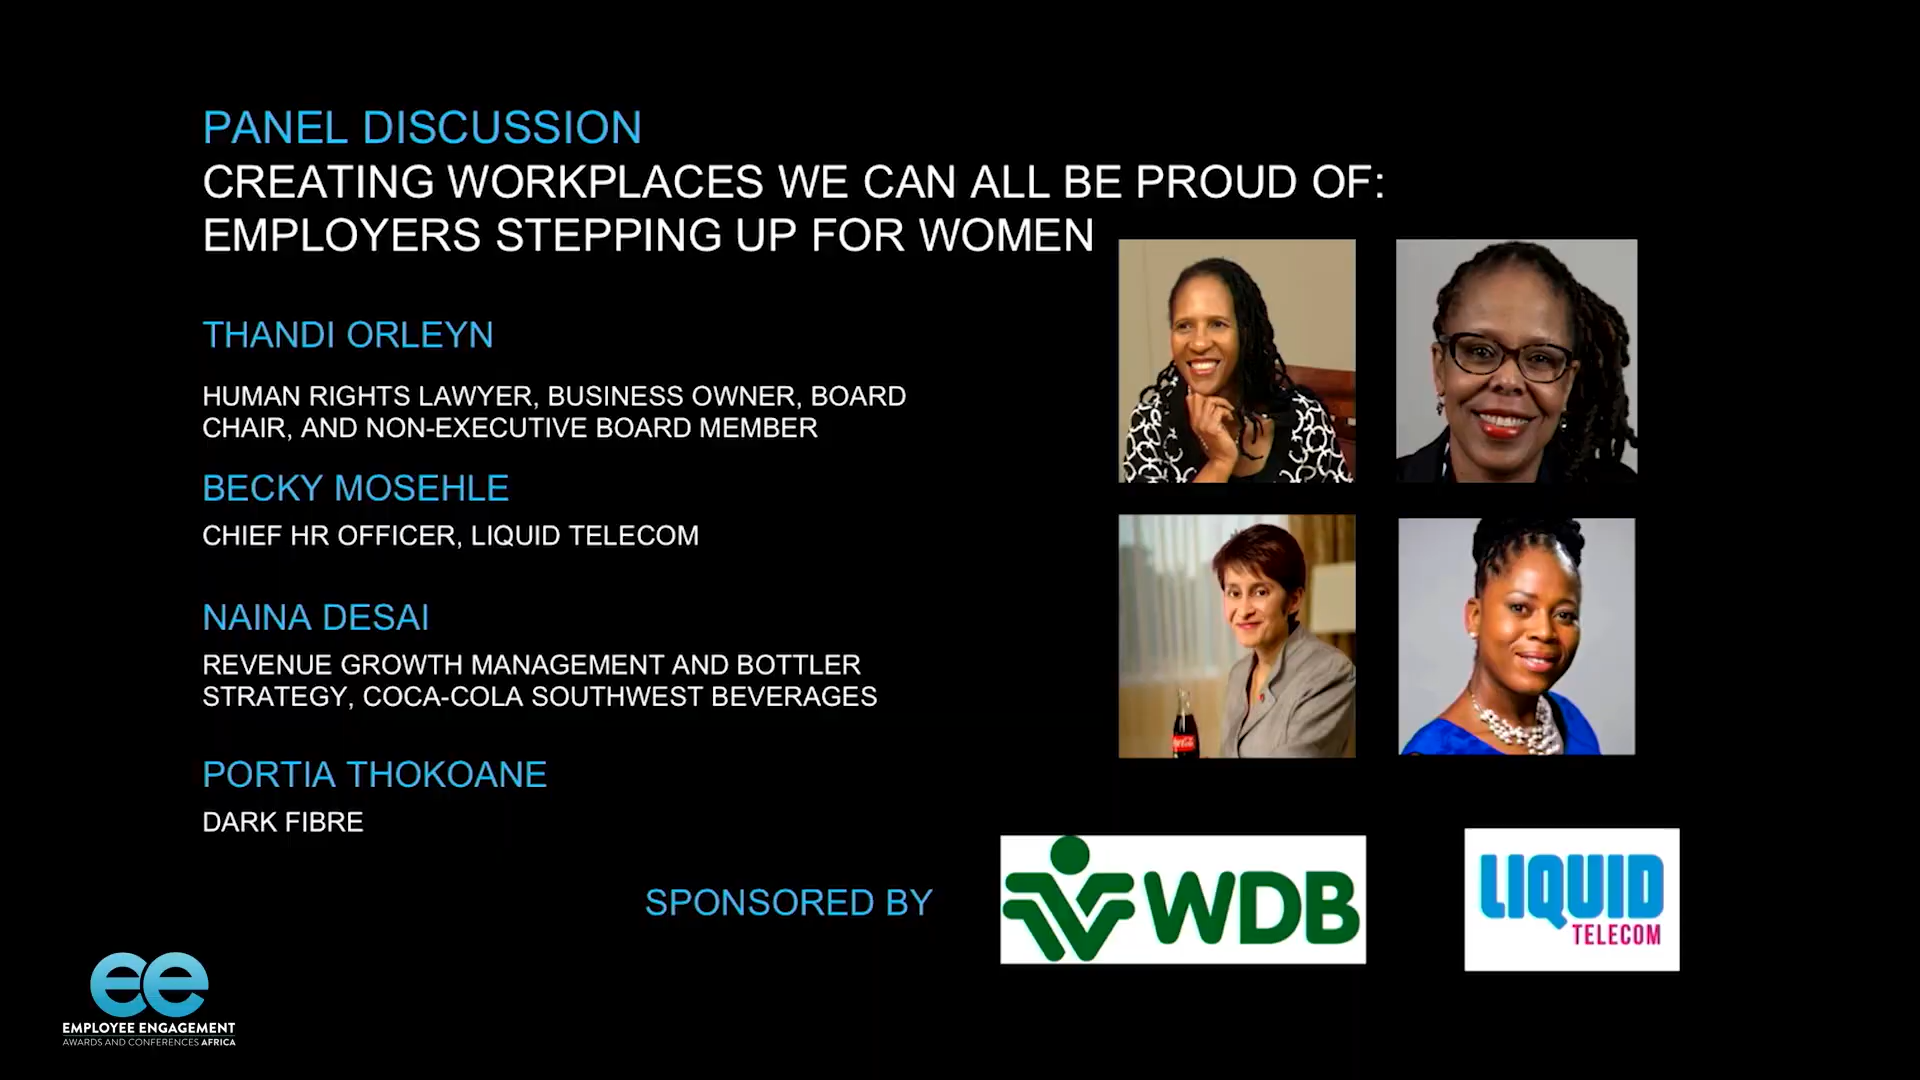 PANEL DISCUSSION
CREATING WORKPLACES WE CAN ALL BE PROUD OF:
EMPLOYERS STEPPING UP FOR WOMEN
THANDI ORLEYN
HUMAN RIGHTS LAWYER, BUSINESS OWNER, BOARD
CHAIR, AND NON-EXECUTIVE BOARD MEMBER
BECKY MOSEHLE
CHIEF HR OFFICER, LIQUID TELECOM
NAINA DESAI
REVENUE GROWTH MANAGEMENT AND BOTTLER
STRATEGY, COCA-COLA SOUTHWEST BEVERAGES
PORTIA THOKOANE
DARK FIBRE
Coca-Cola
SPONSORED BY
WDB
LIQUID
TELECOM
ee
EMPLOYEE ENGAGEMENT
AWARDS AND CONFERENCES AFRICA